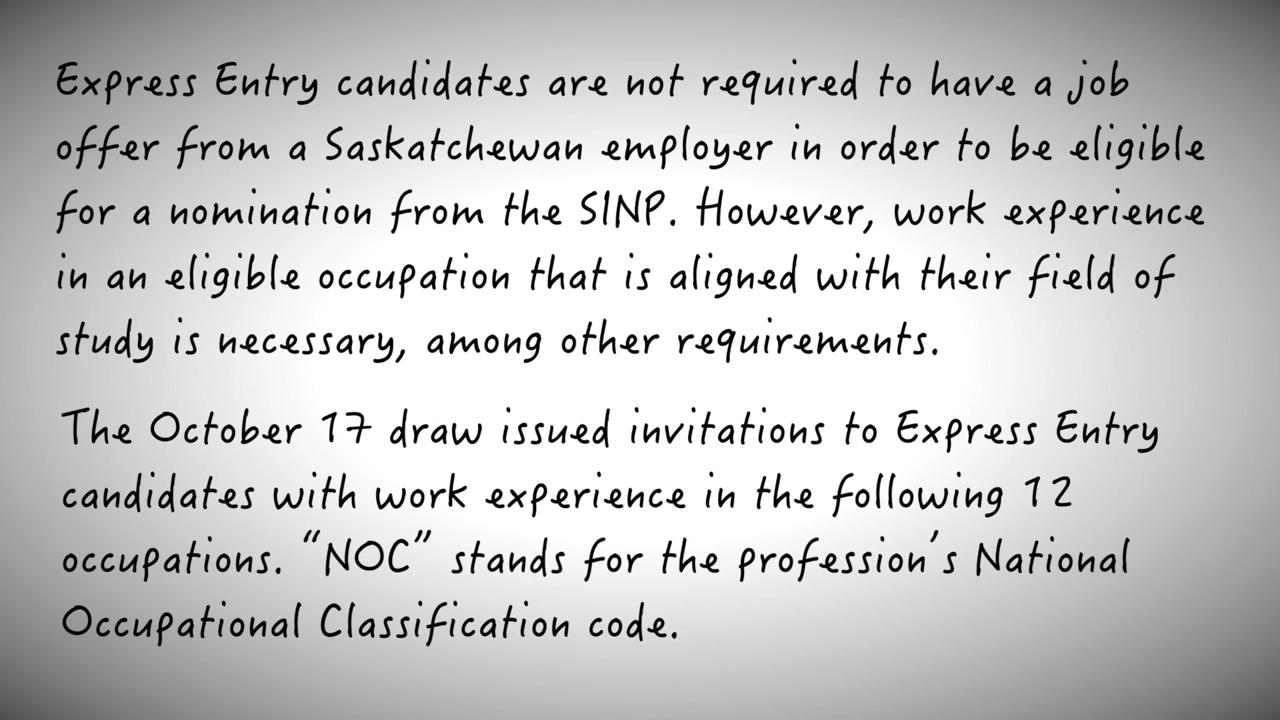 Express Entry candidates are not required to have a job
offer from a Saskatchewan employer in order to be eligible
for a nomination from the SINP. However, work experience
in an eligible occupation that is aligned with their field of
study is necessary, among other requirements.
The October 17 draw issued invitations to Express Entry
candidates with work experience in the following 12
occupations. “NOC” stands for the profession's National
Occupational Classification code.